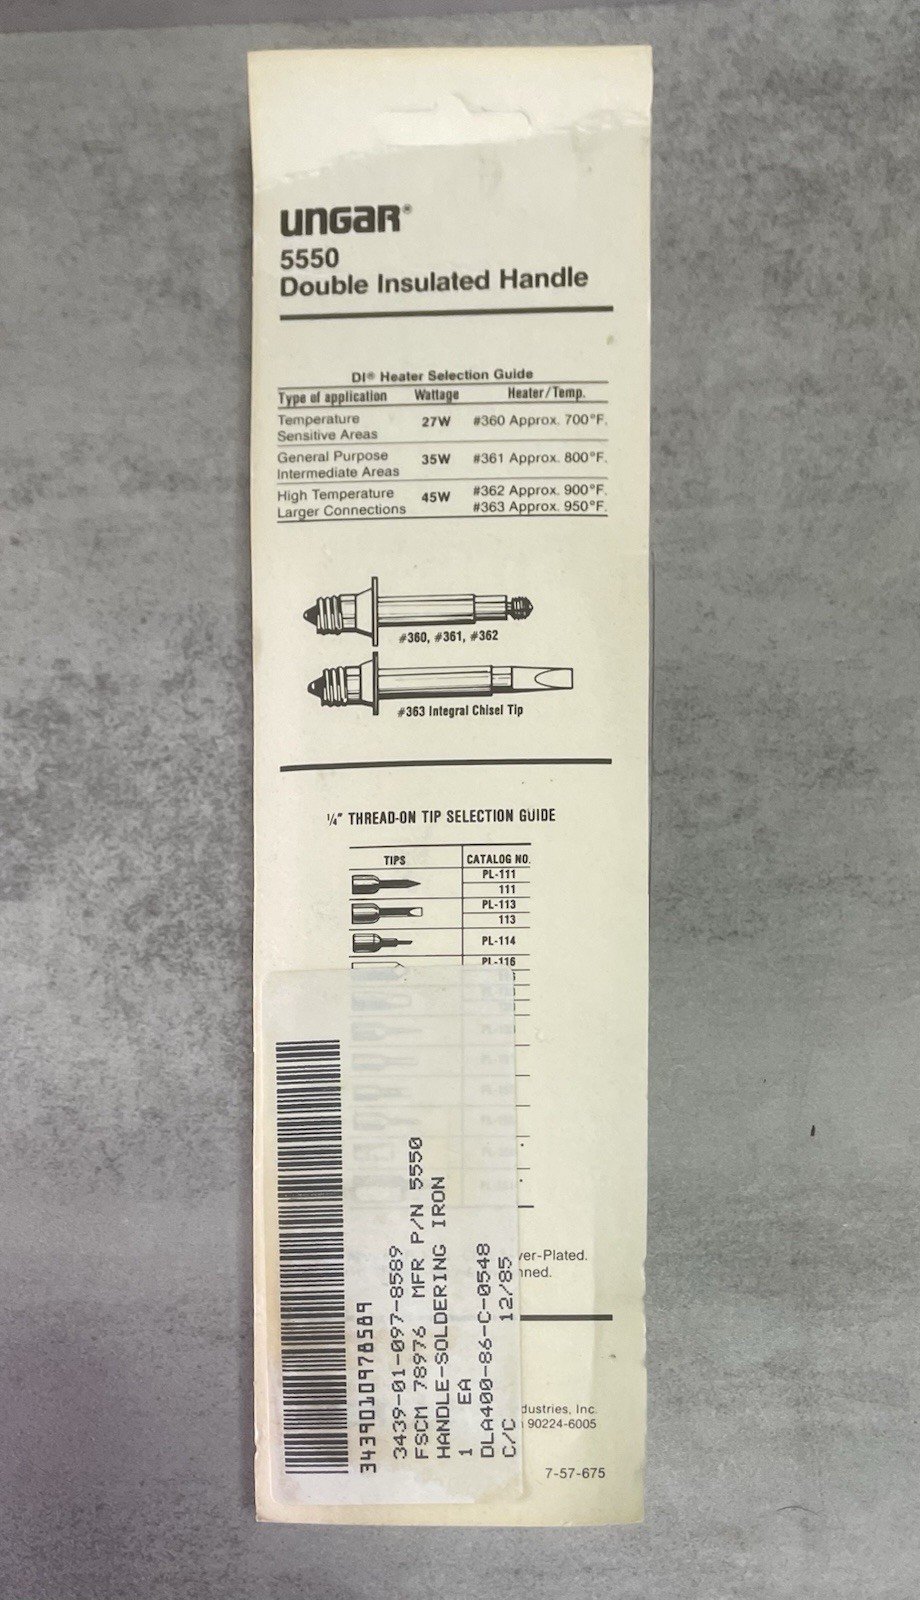 UNGAR®
5550
Double Insulated Handle
DI® Heater Selection Guide
Type of application Wattage Heater/Temp.
Temperature Sensitive Areas 27W #360 Approx. 700°F.
General Purpose Intermediate Areas 35W #361 Approx. 800°F.
High Temperature Larger Connections 45W #362 Approx. 900°F. #363 Approx. 950°F.
#360, #361, #362
#363 Integral Chisel Tip
¼" THREAD-ON TIP SELECTION GUIDE
TIPS CATALOG NO.
PL-111
111
PL-113
113
PL-114
PL-116
ver-Plated.
nned.
dustries, Inc.
90224-6005
7-57-675
3439010978589
3439-01-097-8589
FSCM 78976 MFR P/N 5550
HANDLE-SOLDERING IRON
1 EA
DLA400-86-C-0548
C/C 12/85